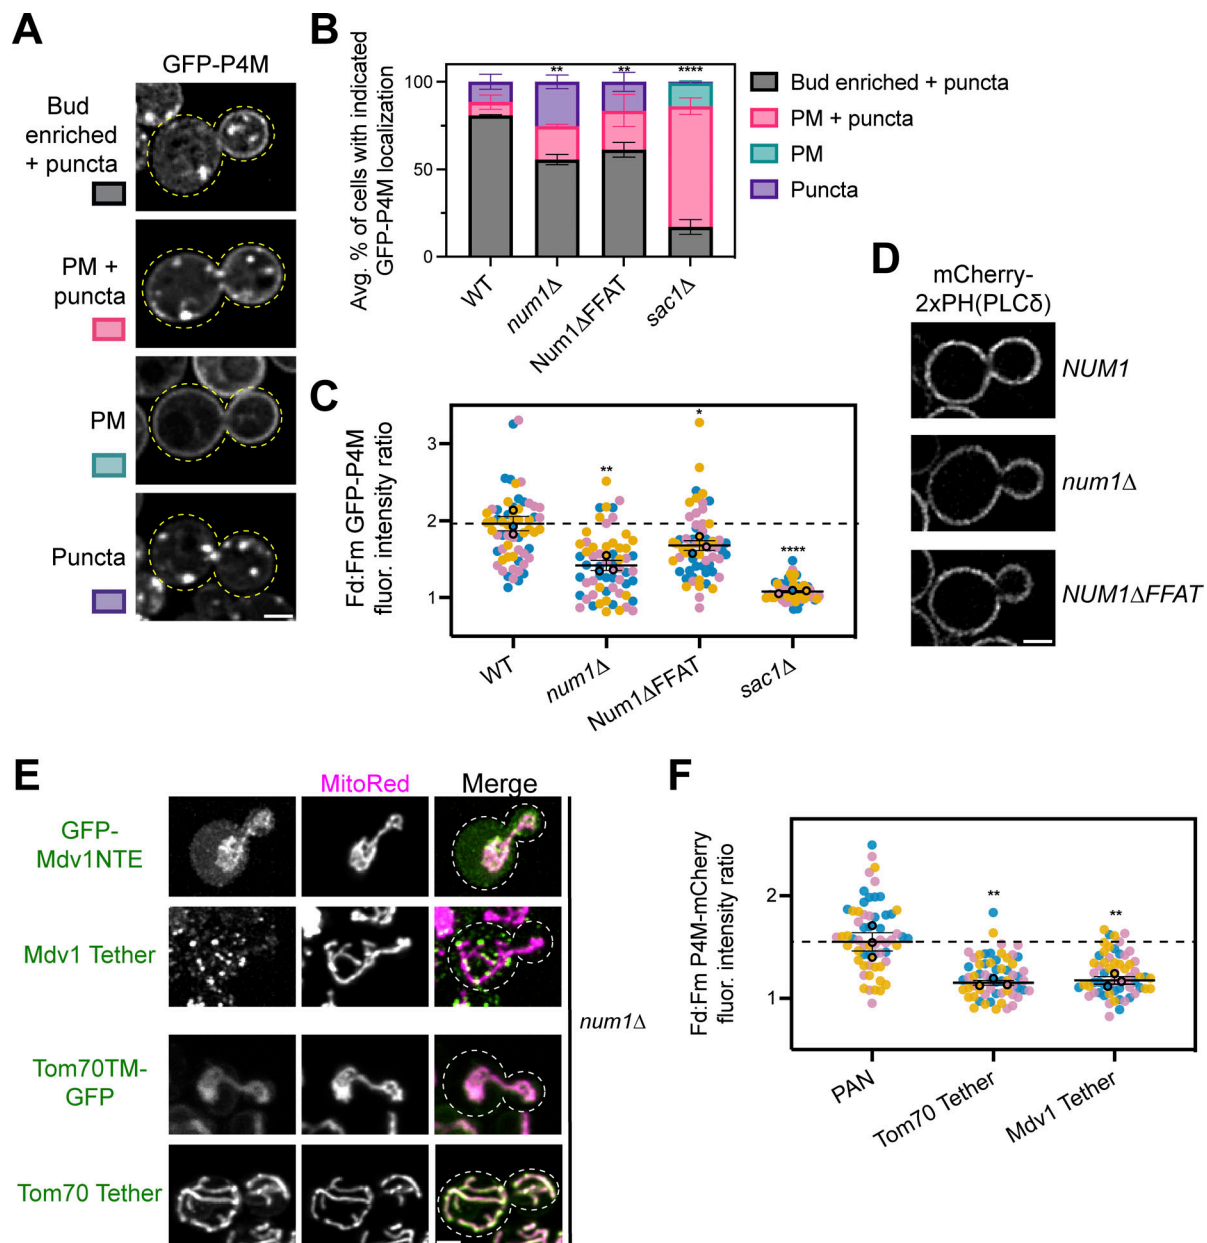 A
GFP-P4M
Bud
enriched
+ puncta
PM +
puncta
PM
Puncta
B
Avg. % of cells with indicated
GFP-P4M localization
100
50
0
** ** ****
WT
num1Δ
Num1ΔFFAT
sac1Δ
Bud enriched + puncta
PM + puncta
PM
Puncta
C
Fd:Fm GFP-P4M
fluor. intensity ratio
3
2
1
**
*
****
WT
num1Δ
Num1ΔFFAT
sac1Δ
D
mCherry-
2xPH(PLCδ)
NUM1
num1Δ
NUM1ΔFFAT
E
MitoRed
Merge
GFP-
Mdv1NTE
Mdv1 Tether
Tom70TM-
GFP
Tom70 Tether
num1Δ
F
Fd:Fm P4M-mCherry
fluor. intensity ratio
2
1
**
**
PAN
Tom70 Tether
Mdv1 Tether